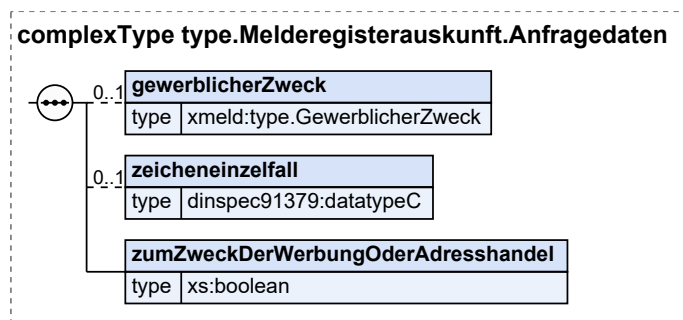 complexType type.Melderegisterauskunft.Anfragedaten
0..1
gewerblicherZweck
type xmeld:type.GewerblicherZweck
0..1
zeicheneinzelfall
type dinspec91379:datatypeC
zumZweckDerWerbungOderAdresshandel
type xs:boolean